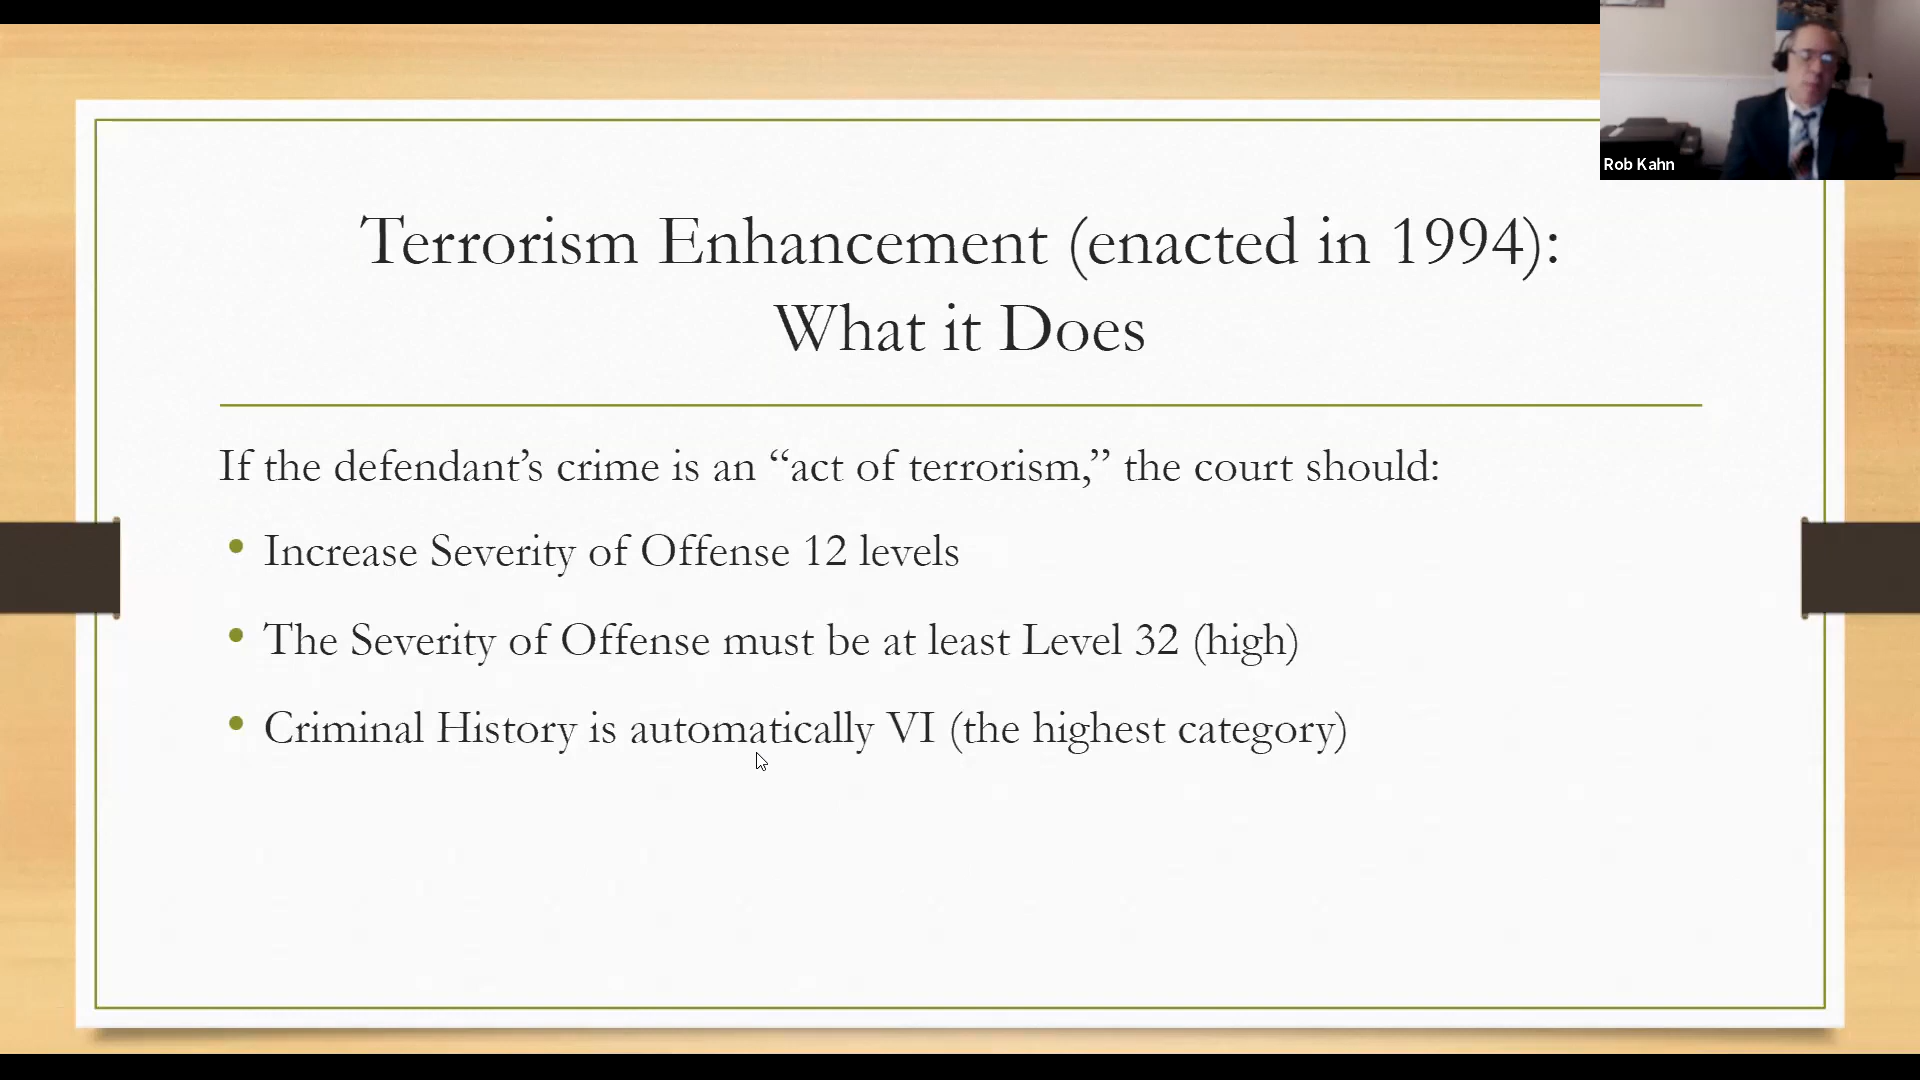 Rob Kahn
Terrorism Enhancement (enacted in 1994):
What it Does
If the defendant’s crime is an “act of terrorism,” the court should:
• Increase Severity of Offense 12 levels
• The Severity of Offense must be at least Level 32 (high)
• Criminal History is automatically VI (the highest category)